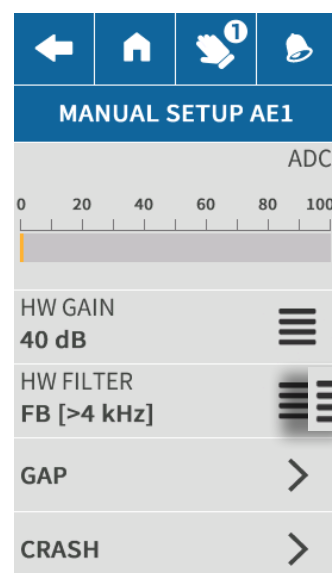 1
MANUAL SETUP AE1
ADC
0 20 40 60 80 100
HW GAIN
40 dB
HW FILTER
FB [>4 kHz]
GAP
CRASH